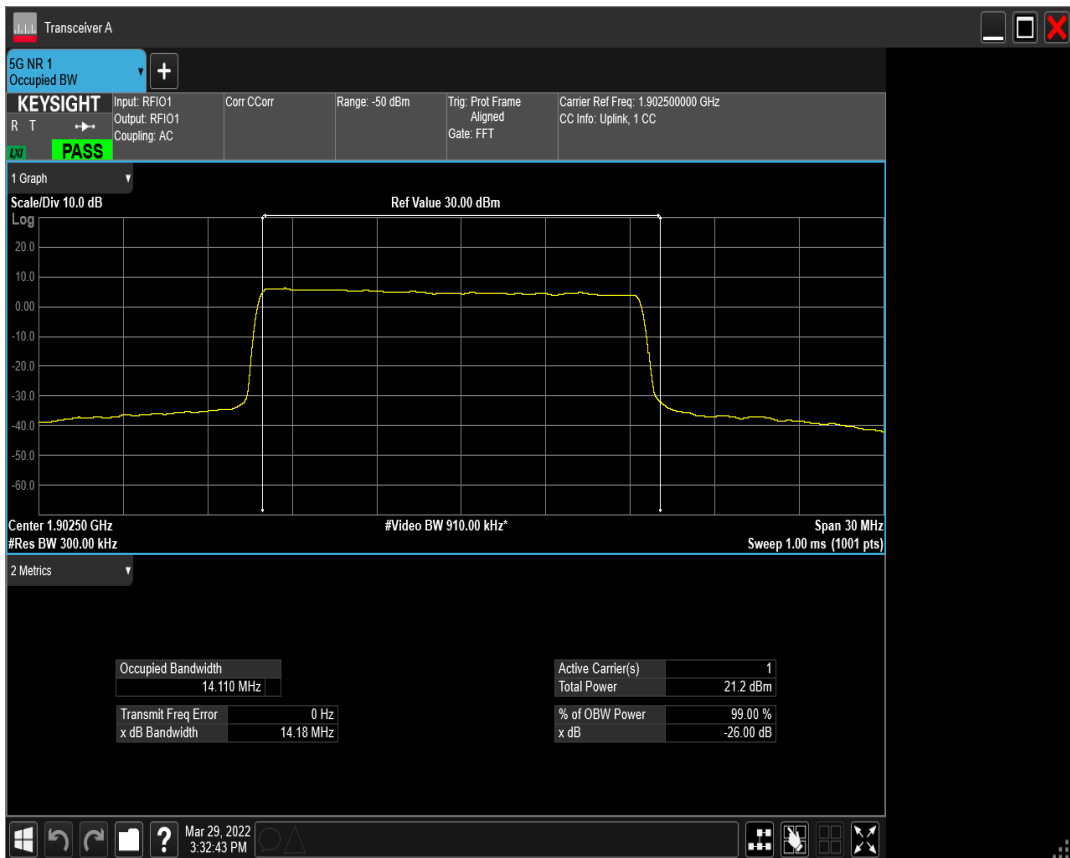 Transceiver A
5G NR 1
Occupied BW
KEYSIGHT
R T
LXI
PASS
Input: RFIO1
Output: RFIO1
Coupling: AC
Corr CCorr
Range: -50 dBm
Trig: Prot Frame
Aligned
Gate: FFT
Carrier Ref Freq: 1.902500000 GHz
CC Info: Uplink, 1 CC
1 Graph
Scale/Div 10.0 dB
Ref Value 30.00 dBm
Log
20.0
10.0
0.00
-10.0
-20.0
-30.0
-40.0
-50.0
-60.0
Center 1.90250 GHz
#Video BW 910.00 kHz*
Span 30 MHz
#Res BW 300.00 kHz
Sweep 1.00 ms (1001 pts)
2 Metrics
Occupied Bandwidth
14.110 MHz
Transmit Freq Error 0 Hz
x dB Bandwidth 14.18 MHz
Active Carrier(s) 1
Total Power 21.2 dBm
% of OBW Power 99.00 %
x dB -26.00 dB
Mar 29, 2022
3:32:43 PM